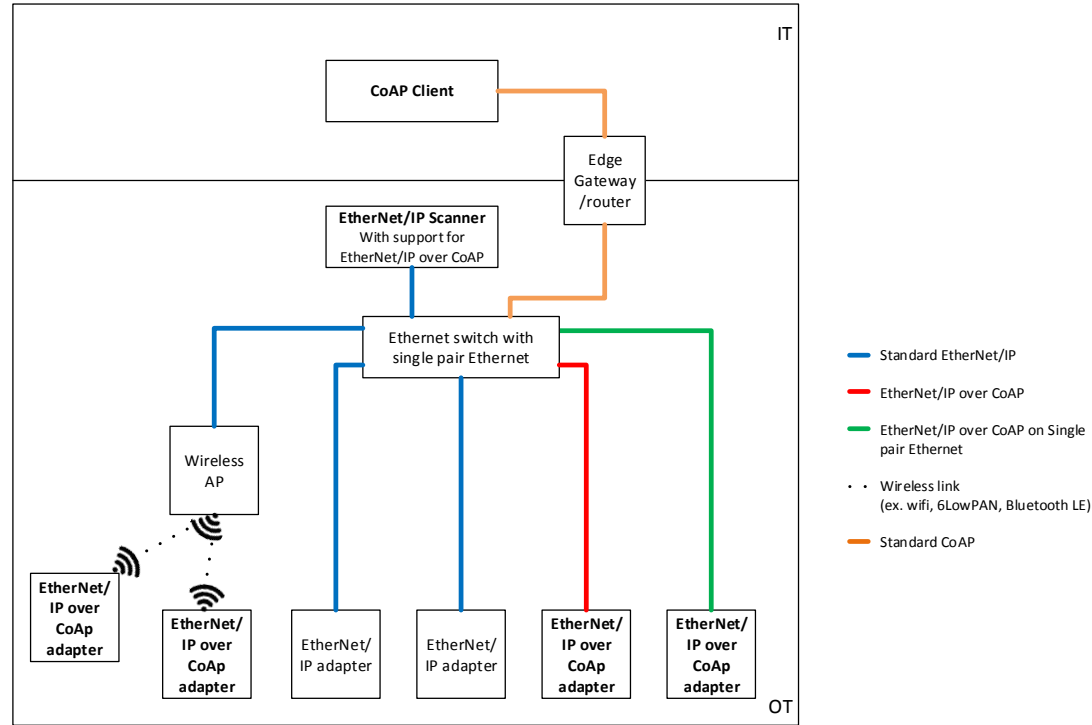 IT
CoAP Client
Edge
Gateway
/router
EtherNet/IP Scanner
With support for
EtherNet/IP over CoAP
Ethernet switch with
single pair Ethernet
Wireless
AP
EtherNet/
IP over
CoAp
adapter
EtherNet/
IP over
CoAp
adapter
EtherNet/
IP adapter
EtherNet/
IP adapter
EtherNet/
IP over
CoAp
adapter
EtherNet/
IP over
CoAp
adapter
OT
Standard EtherNet/IP
EtherNet/IP over CoAP
EtherNet/IP over CoAP on Single
pair Ethernet
Wireless link
(ex. wifi, 6LowPAN, Bluetooth LE)
Standard CoAP